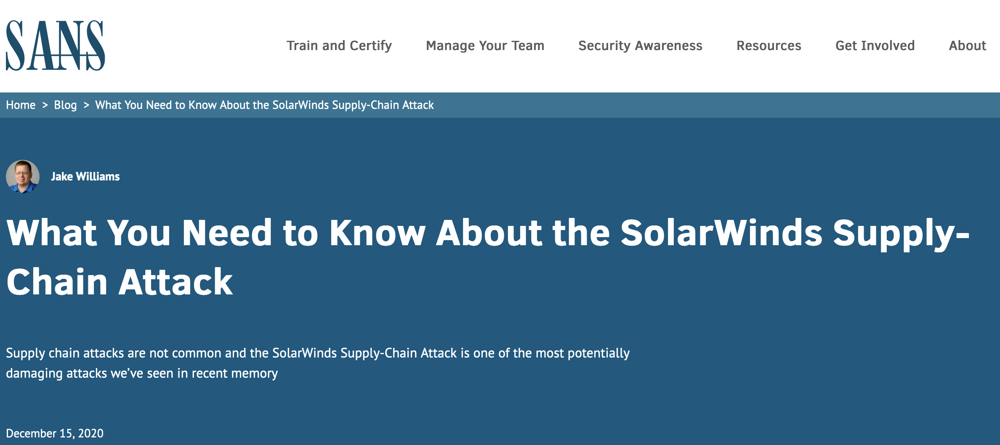 SANS
Train and Certify Manage Your Team Security Awareness Resources Get Involved About
Home > Blog > What You Need to Know About the SolarWinds Supply-Chain Attack
Jake Williams
What You Need to Know About the SolarWinds Supply-
Chain Attack
Supply chain attacks are not common and the SolarWinds Supply-Chain Attack is one of the most potentially
damaging attacks we’ve seen in recent memory
December 15, 2020